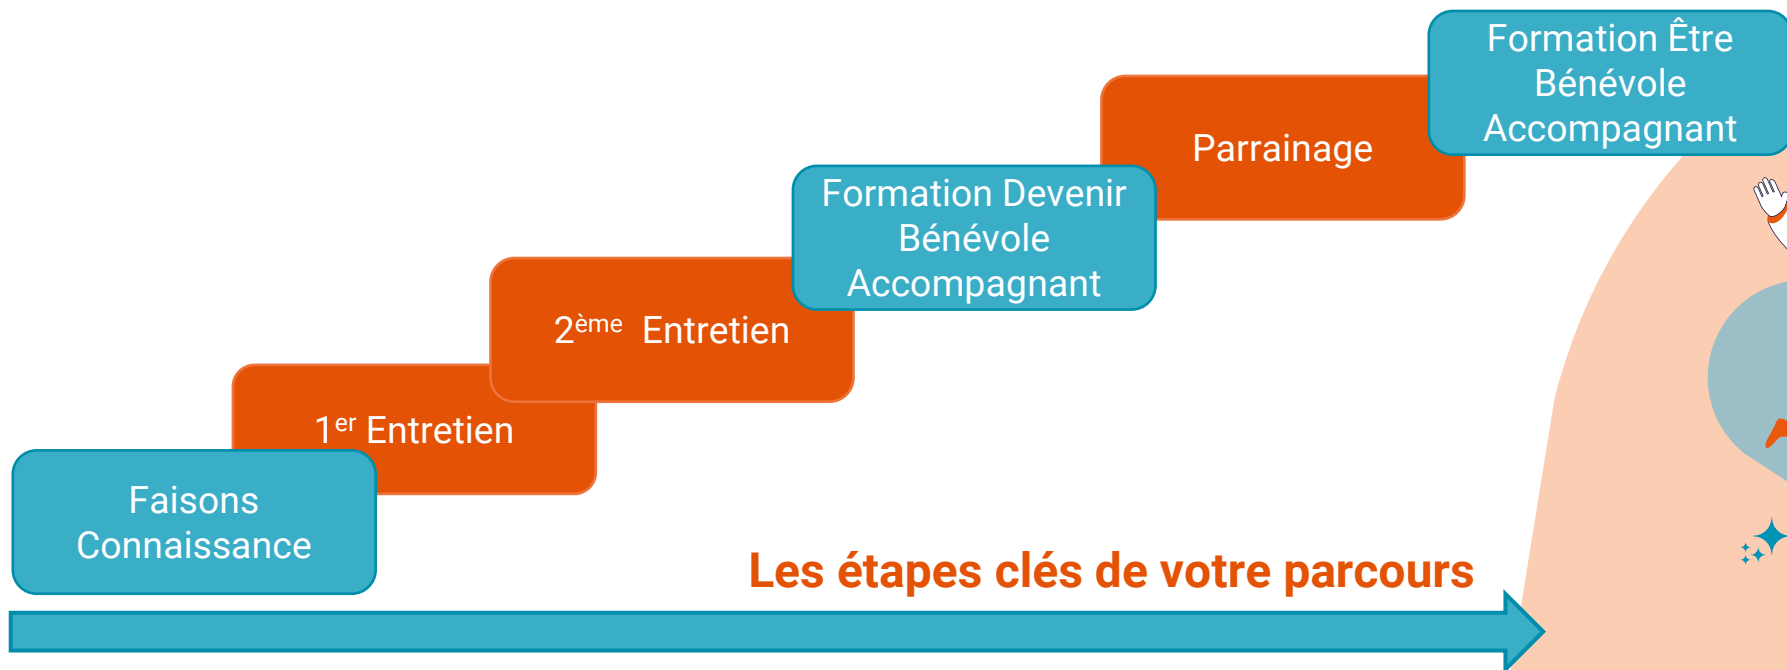 Faisons
Connaissance
1er Entretien
2ème Entretien
Formation Devenir
Bénévole
Accompagnant
Parrainage
Formation Être
Bénévole
Accompagnant
Les étapes clés de votre parcours